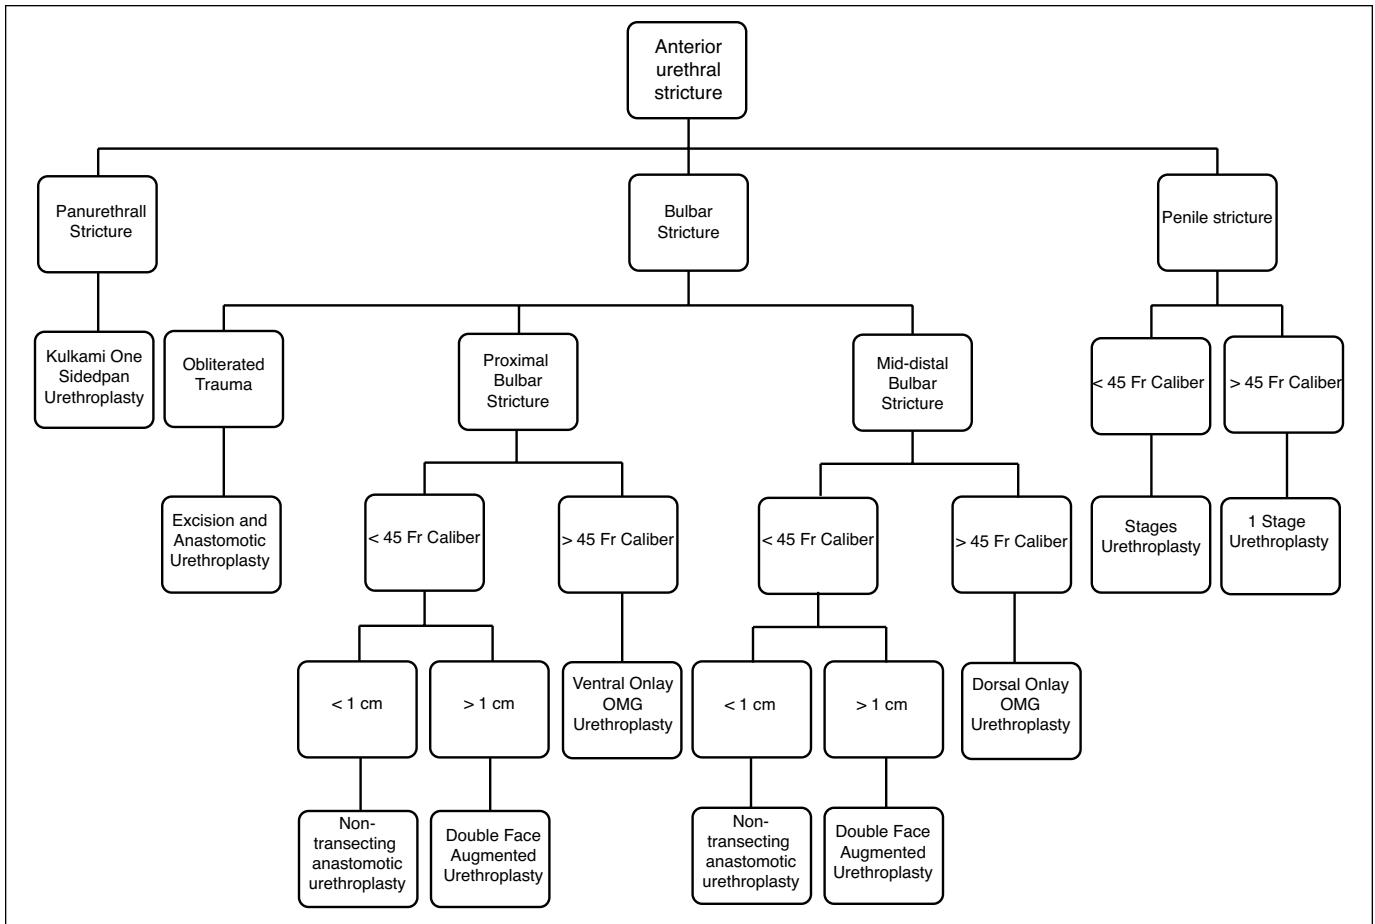 Anterior
urethral
stricture
Panurethrall
Stricture
Bulbar
Stricture
Penile stricture
Kulkami One
Sidedpan
Urethroplasty
Obliterated
Trauma
Proximal
Bulbar
Stricture
Mid-distal
Bulbar
Stricture
< 45 Fr Caliber
> 45 Fr Caliber
Excision and
Anastomotic
Urethroplasty
< 45 Fr Caliber
> 45 Fr Caliber
< 45 Fr Caliber
> 45 Fr Caliber
Stages
Urethroplasty
1 Stage
Urethroplasty
< 1 cm
> 1 cm
Ventral Onlay
OMG
Urethroplasty
< 1 cm
> 1 cm
Dorsal Onlay
OMG
Urethroplasty
Non-
transecting
anastomotic
urethroplasty
Double Face
Augmented
Urethroplasty
Non-
transecting
anastomotic
urethroplasty
Double Face
Augmented
Urethroplasty